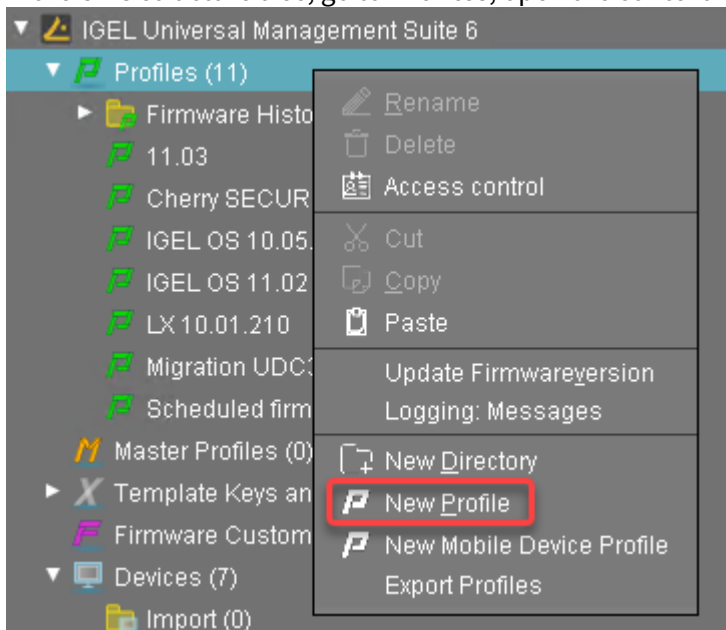 IGEL Universal Management Suite 6
Profiles (11)
Firmware Histo
11.03
Cherry SECUR
IGEL OS 10.05.
IGEL OS 11.02
LX 10.01.210
Migration UDC3
Scheduled firm
Master Profiles (0)
Template Keys an
Firmware Custom
Devices (7)
Import (0)
Rename
Delete
Access control
Cut
Copy
Paste
Update Firmwareversion
Logging: Messages
New Directory
New Profile
New Mobile Device Profile
Export Profiles